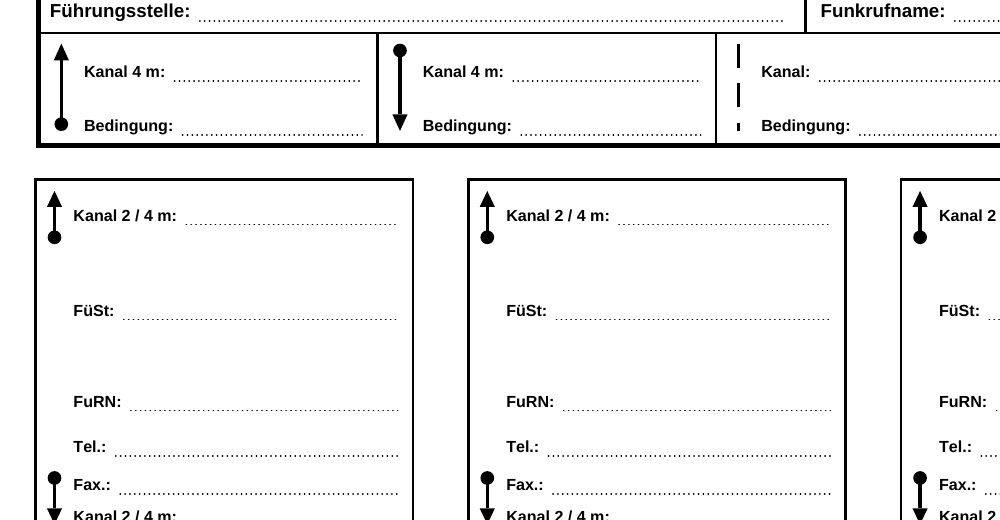 Führungsstelle: Funkrufname:
Kanal 4 m: Kanal 4 m: Kanal:
Bedingung: Bedingung: Bedingung:
Kanal 2 / 4 m: Kanal 2 / 4 m: Kanal 2
FüSt: FüSt: FüSt:
FuRN: FuRN: FuRN:
Tel.: Tel.: Tel.:
Fax.: Fax.: Fax.:
Kanal 2 / 4 m: Kanal 2 / 4 m: Kanal 2